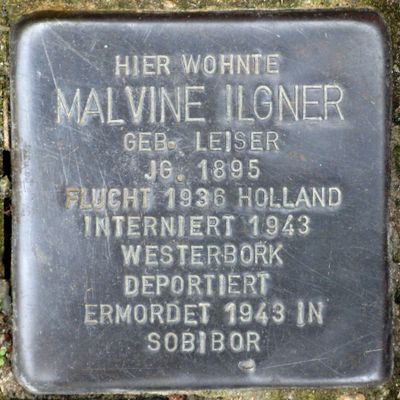 HIER WOHNTE
MALVINE ILGNER
GEB. LEISER
JG. 1895
FLUCHT 1936 HOLLAND
INTERNIERT 1943
WESTERBORK
DEPORTIERT
ERMORDET 1943 IN
SOBIBOR